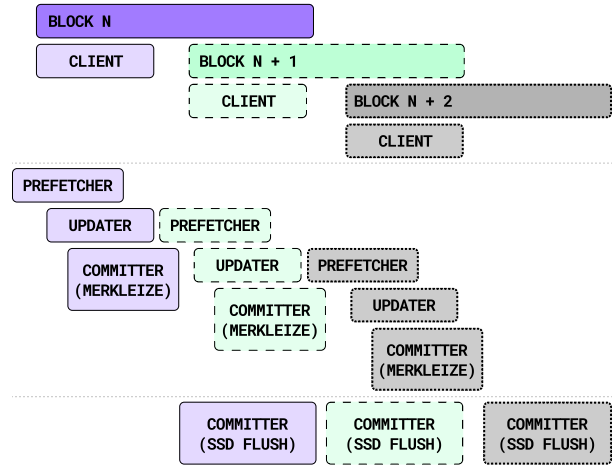 BLOCK N
CLIENT
BLOCK N + 1
CLIENT
BLOCK N + 2
CLIENT
PREFETCHER
UPDATER
PREFETCHER
COMMITTER
(MERKLEIZE)
UPDATER
PREFETCHER
COMMITTER
(MERKLEIZE)
UPDATER
COMMITTER
(MERKLEIZE)
COMMITTER
(SSD FLUSH)
COMMITTER
(SSD FLUSH)
COMMITTER
(SSD FLUSH)